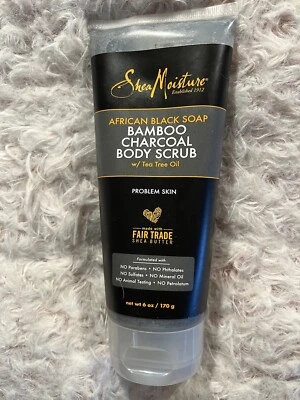 SheaMoisture
Established 1912
AFRICAN BLACK SOAP
BAMBOO
CHARCOAL
BODY SCRUB
w/ Tea Tree Oil
PROBLEM SKIN
made with
FAIR TRADE
SHEA BUTTER
Formulated with
NO Parabens • NO Phthalates
NO Sulfates • NO Mineral Oil
NO Animal Testing • NO Petrolatum
net wt 6 oz / 170 g